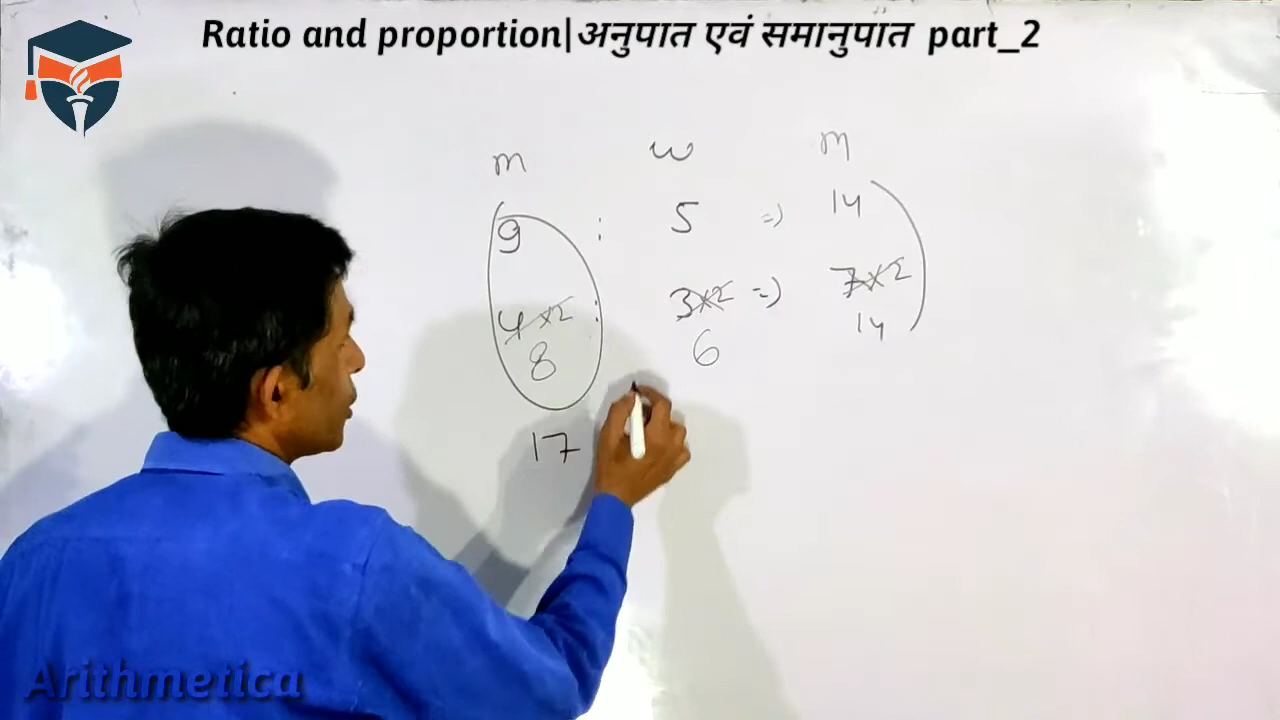 Ratio and proportion|अनुपात एवं समानुपात part_2
m w m
9 : 5 => 14
4×2 : 3×2 => 7×2
8 6 14
17
Arithmetica